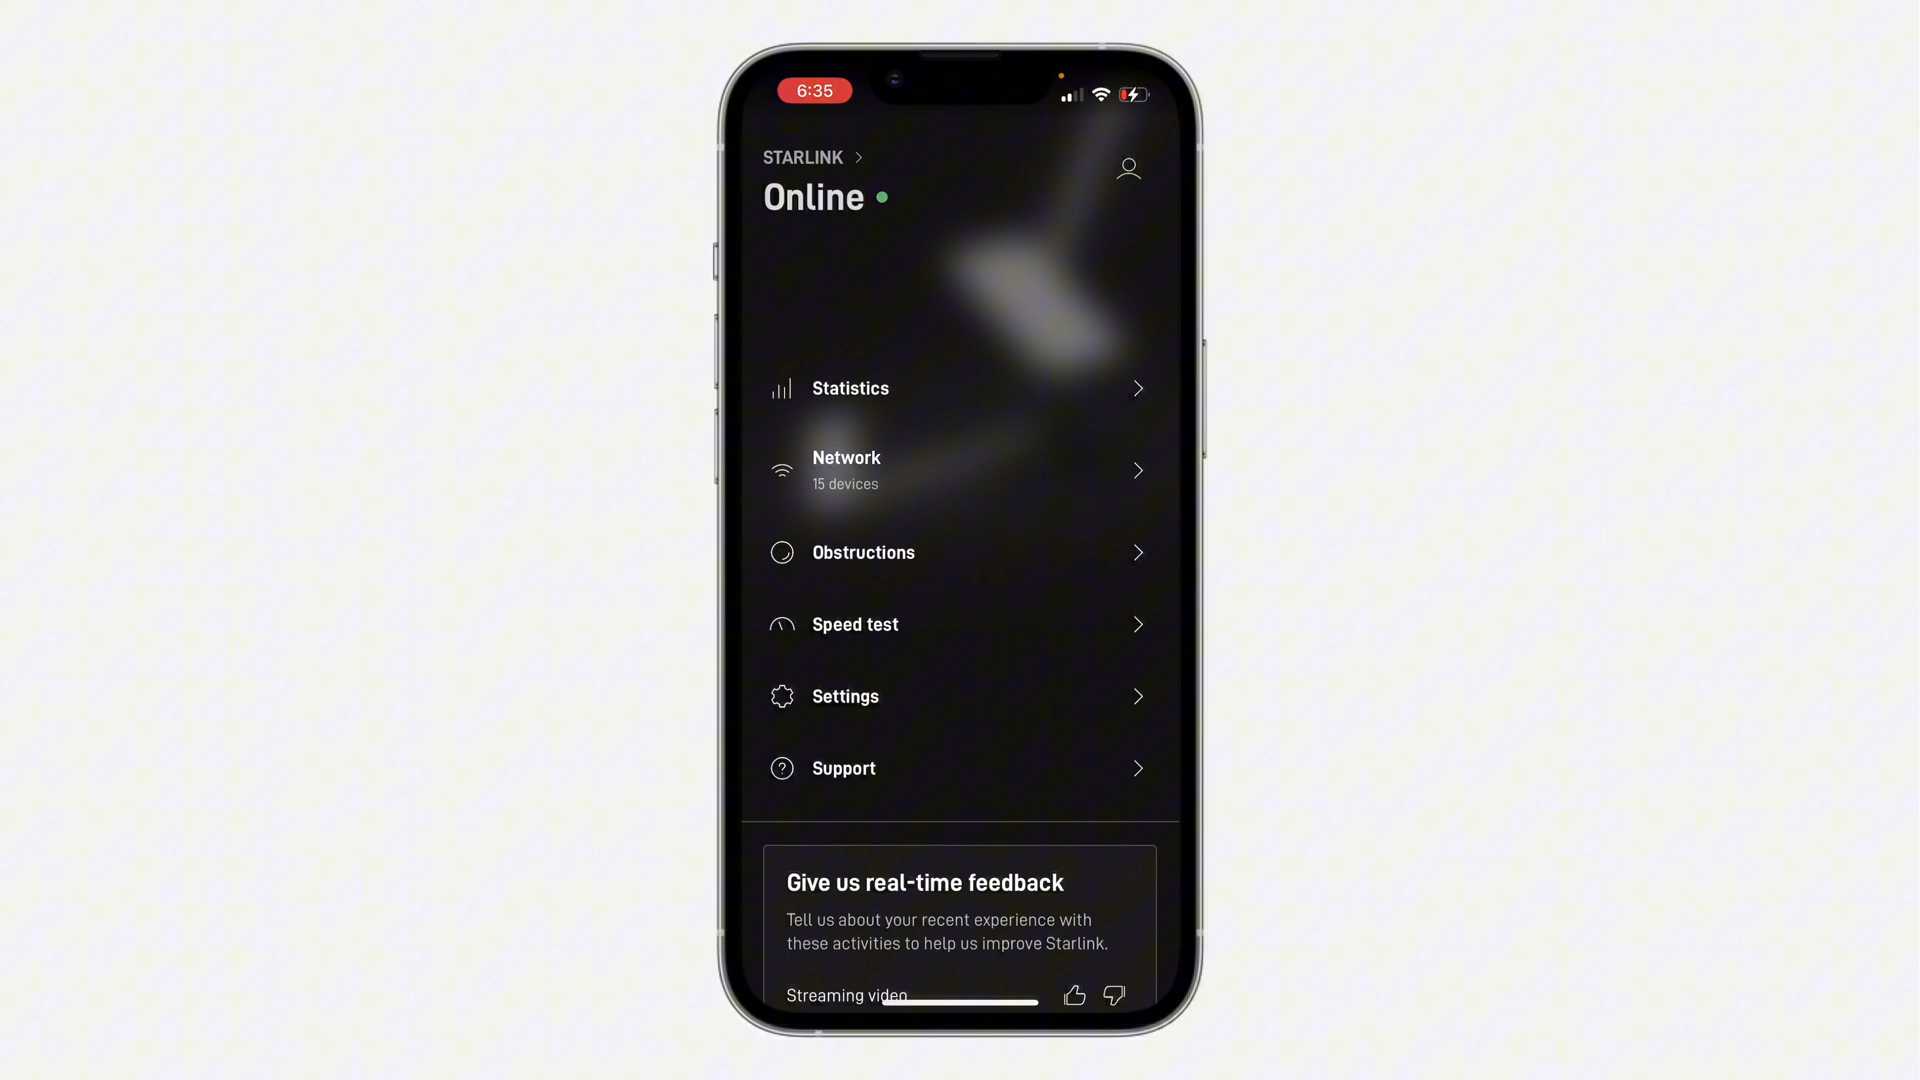 6:35
STARLINK
Online
Statistics
Network
15 devices
Obstructions
Speed test
Settings
Support
Give us real-time feedback
Tell us about your recent experience with
these activities to help us improve Starlink.
Streaming video